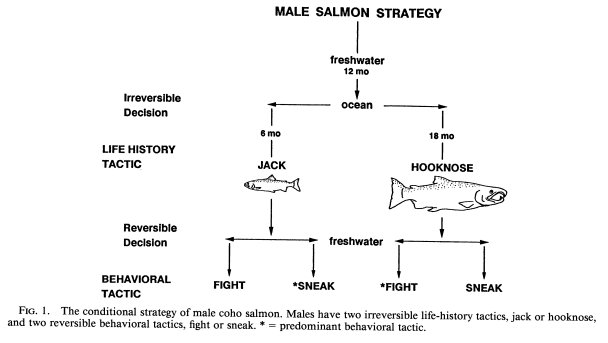 MALE SALMON STRATEGY
freshwater
12 mo
Irreversible
Decision
ocean
6 mo
18 mo
LIFE HISTORY
TACTIC
JACK
HOOKNOSE
Reversible
Decision
freshwater
BEHAVIORAL
TACTIC
FIGHT
*SNEAK
*FIGHT
SNEAK
FIG. 1. The conditional strategy of male coho salmon. Males have two irreversible life-history tactics, jack or hooknose,
and two reversible behavioral tactics, fight or sneak. * = predominant behavioral tactic.